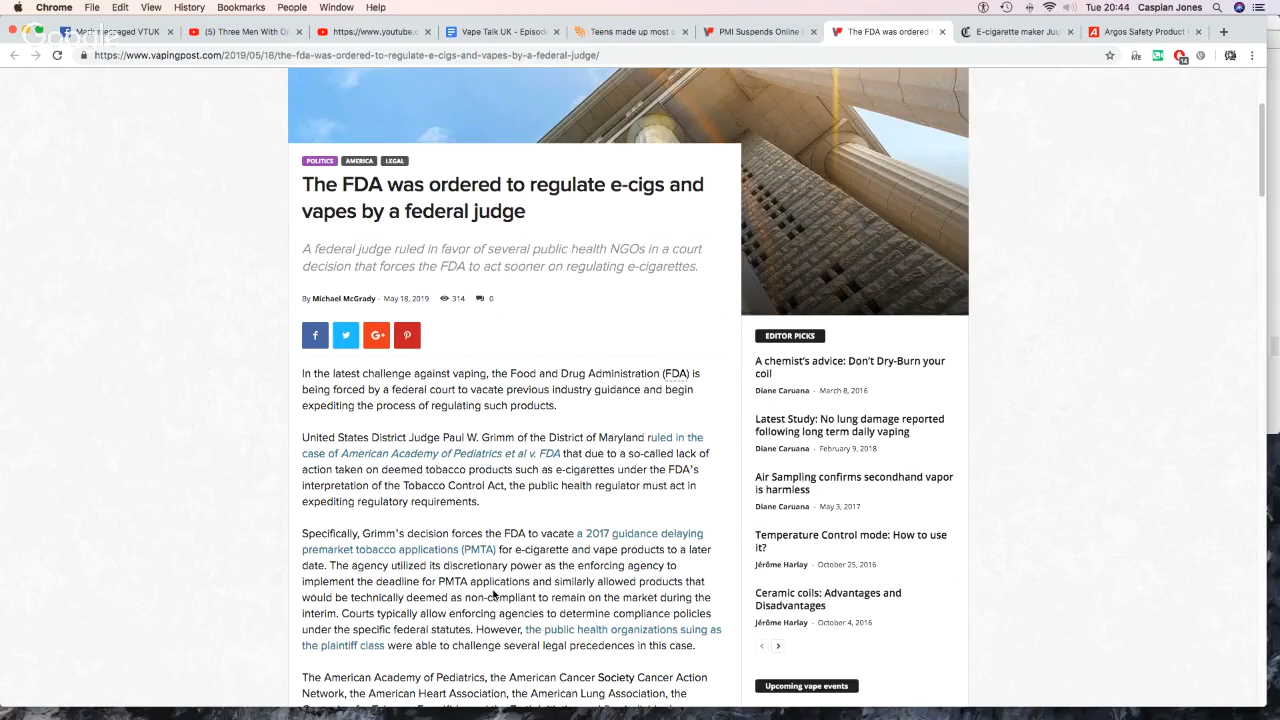 Chrome File Edit View History Bookmarks People Window Help Tue 20:44 Caspian Jones
Google
Mark messaged VTUK × (5) Three Men With O × https://www.youtube.c × Vape Talk UK - Episode × Teens made up most o × PMI Suspends Online × The FDA was ordered × E-cigarette maker Juu × Argos Safety Product × +
https://www.vapingpost.com/2019/05/18/the-fda-was-ordered-to-regulate-e-cigs-and-vapes-by-a-federal-judge/
ME 14
POLITICS AMERICA LEGAL
The FDA was ordered to regulate e-cigs and
vapes by a federal judge
A federal judge ruled in favor of several public health NGOs in a court
decision that forces the FDA to act sooner on regulating e-cigarettes.
By Michael McGrady - May 18, 2019 314 0
f G+
In the latest challenge against vaping, the Food and Drug Administration (FDA) is
being forced by a federal court to vacate previous industry guidance and begin
expediting the process of regulating such products.
United States District Judge Paul W. Grimm of the District of Maryland ruled in the
case of American Academy of Pediatrics et al v. FDA that due to a so-called lack of
action taken on deemed tobacco products such as e-cigarettes under the FDA's
interpretation of the Tobacco Control Act, the public health regulator must act in
expediting regulatory requirements.
Specifically, Grimm's decision forces the FDA to vacate a 2017 guidance delaying
premarket tobacco applications (PMTA) for e-cigarette and vape products to a later
date. The agency utilized its discretionary power as the enforcing agency to
implement the deadline for PMTA applications and similarly allowed products that
would be technically deemed as non-compliant to remain on the market during the
interim. Courts typically allow enforcing agencies to determine compliance policies
under the specific federal statutes. However, the public health organizations suing as
the plaintiff class were able to challenge several legal precedences in this case.
The American Academy of Pediatrics, the American Cancer Society Cancer Action
Network, the American Heart Association, the American Lung Association, the
EDITOR PICKS
A chemist's advice: Don't Dry-Burn your
coil
Diane Caruana - March 8, 2016
Latest Study: No lung damage reported
following long term daily vaping
Diane Caruana - February 9, 2018
Air Sampling confirms secondhand vapor
is harmless
Diane Caruana - May 3, 2017
Temperature Control mode: How to use
it?
Jérôme Harlay - October 25, 2016
Ceramic coils: Advantages and
Disadvantages
Jérôme Harlay - October 4, 2016
Upcoming vape events